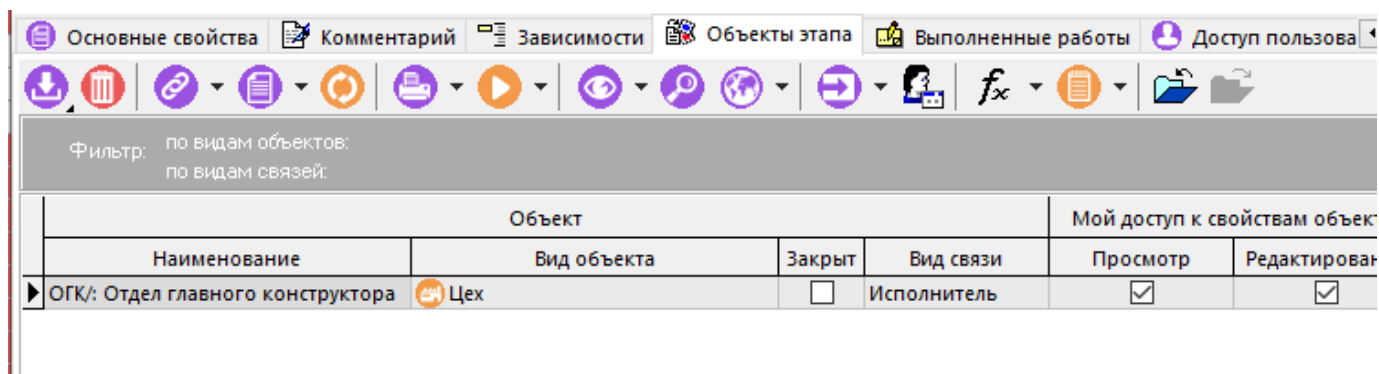 Основные свойства Комментарий Зависимости Объекты этапа Выполненные работы Доступ пользова
fx
Фильтр: по видам объектов:
по видам связей:
Объект Мой доступ к свойствам объект
Наименование Вид объекта Закрыт Вид связи Просмотр Редактирован
ОГК/: Отдел главного конструктора Цех Исполнитель